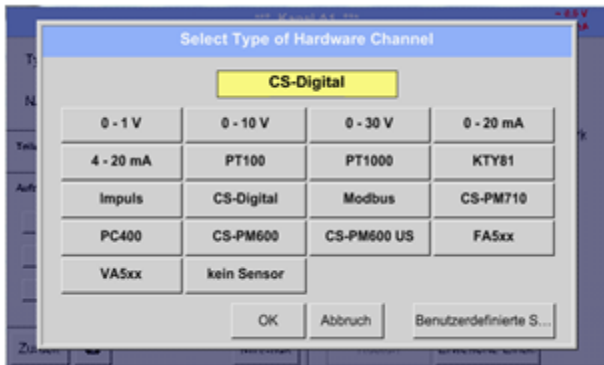 *** Kanal A1 ***
Select Type of Hardware Channel
CS-Digital
0 - 1 V 0 - 10 V 0 - 30 V 0 - 20 mA
4 - 20 mA PT100 PT1000 KTY81
Impuls CS-Digital Modbus CS-PM710
PC400 CS-PM600 CS-PM600 US FA5xx
VA5xx kein Sensor
OK Abbruch Benutzerdefinierte S...